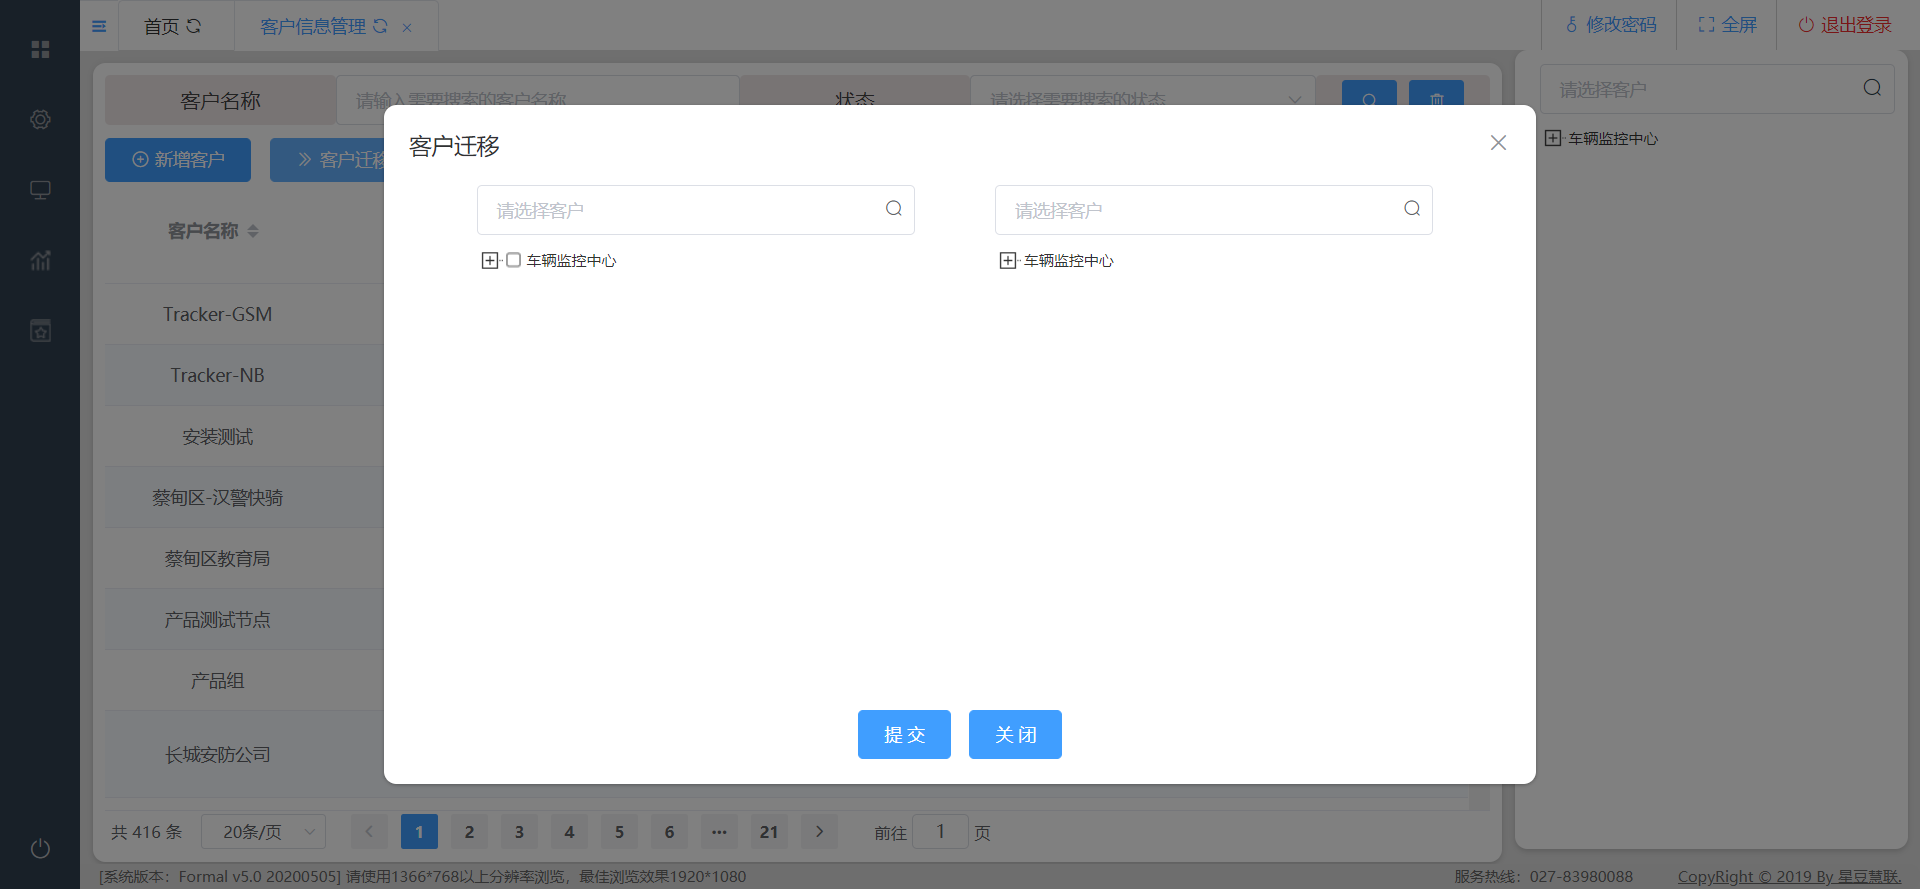 首页
客户信息管理
修改密码
全屏
退出登录
客户名称
请输入需要搜索的客户名称
状态
请选择需要搜索的状态
请选择客户
车辆监控中心
新增客户
客户迁移
客户迁移
请选择客户
请选择客户
车辆监控中心
车辆监控中心
客户名称
Tracker-GSM
Tracker-NB
安装测试
蔡甸区-汉警快骑
蔡甸区教育局
产品测试节点
产品组
长城安防公司
提交
关闭
共 416 条
20条/页
1
2
3
4
5
6
•••
21
前往
1
页
[系统版本：Formal v5.0 20200505] 请使用1366*768以上分辨率浏览，最佳浏览效果1920*1080
服务热线：027-83980088
CopyRight © 2019 By 星豆慧联.